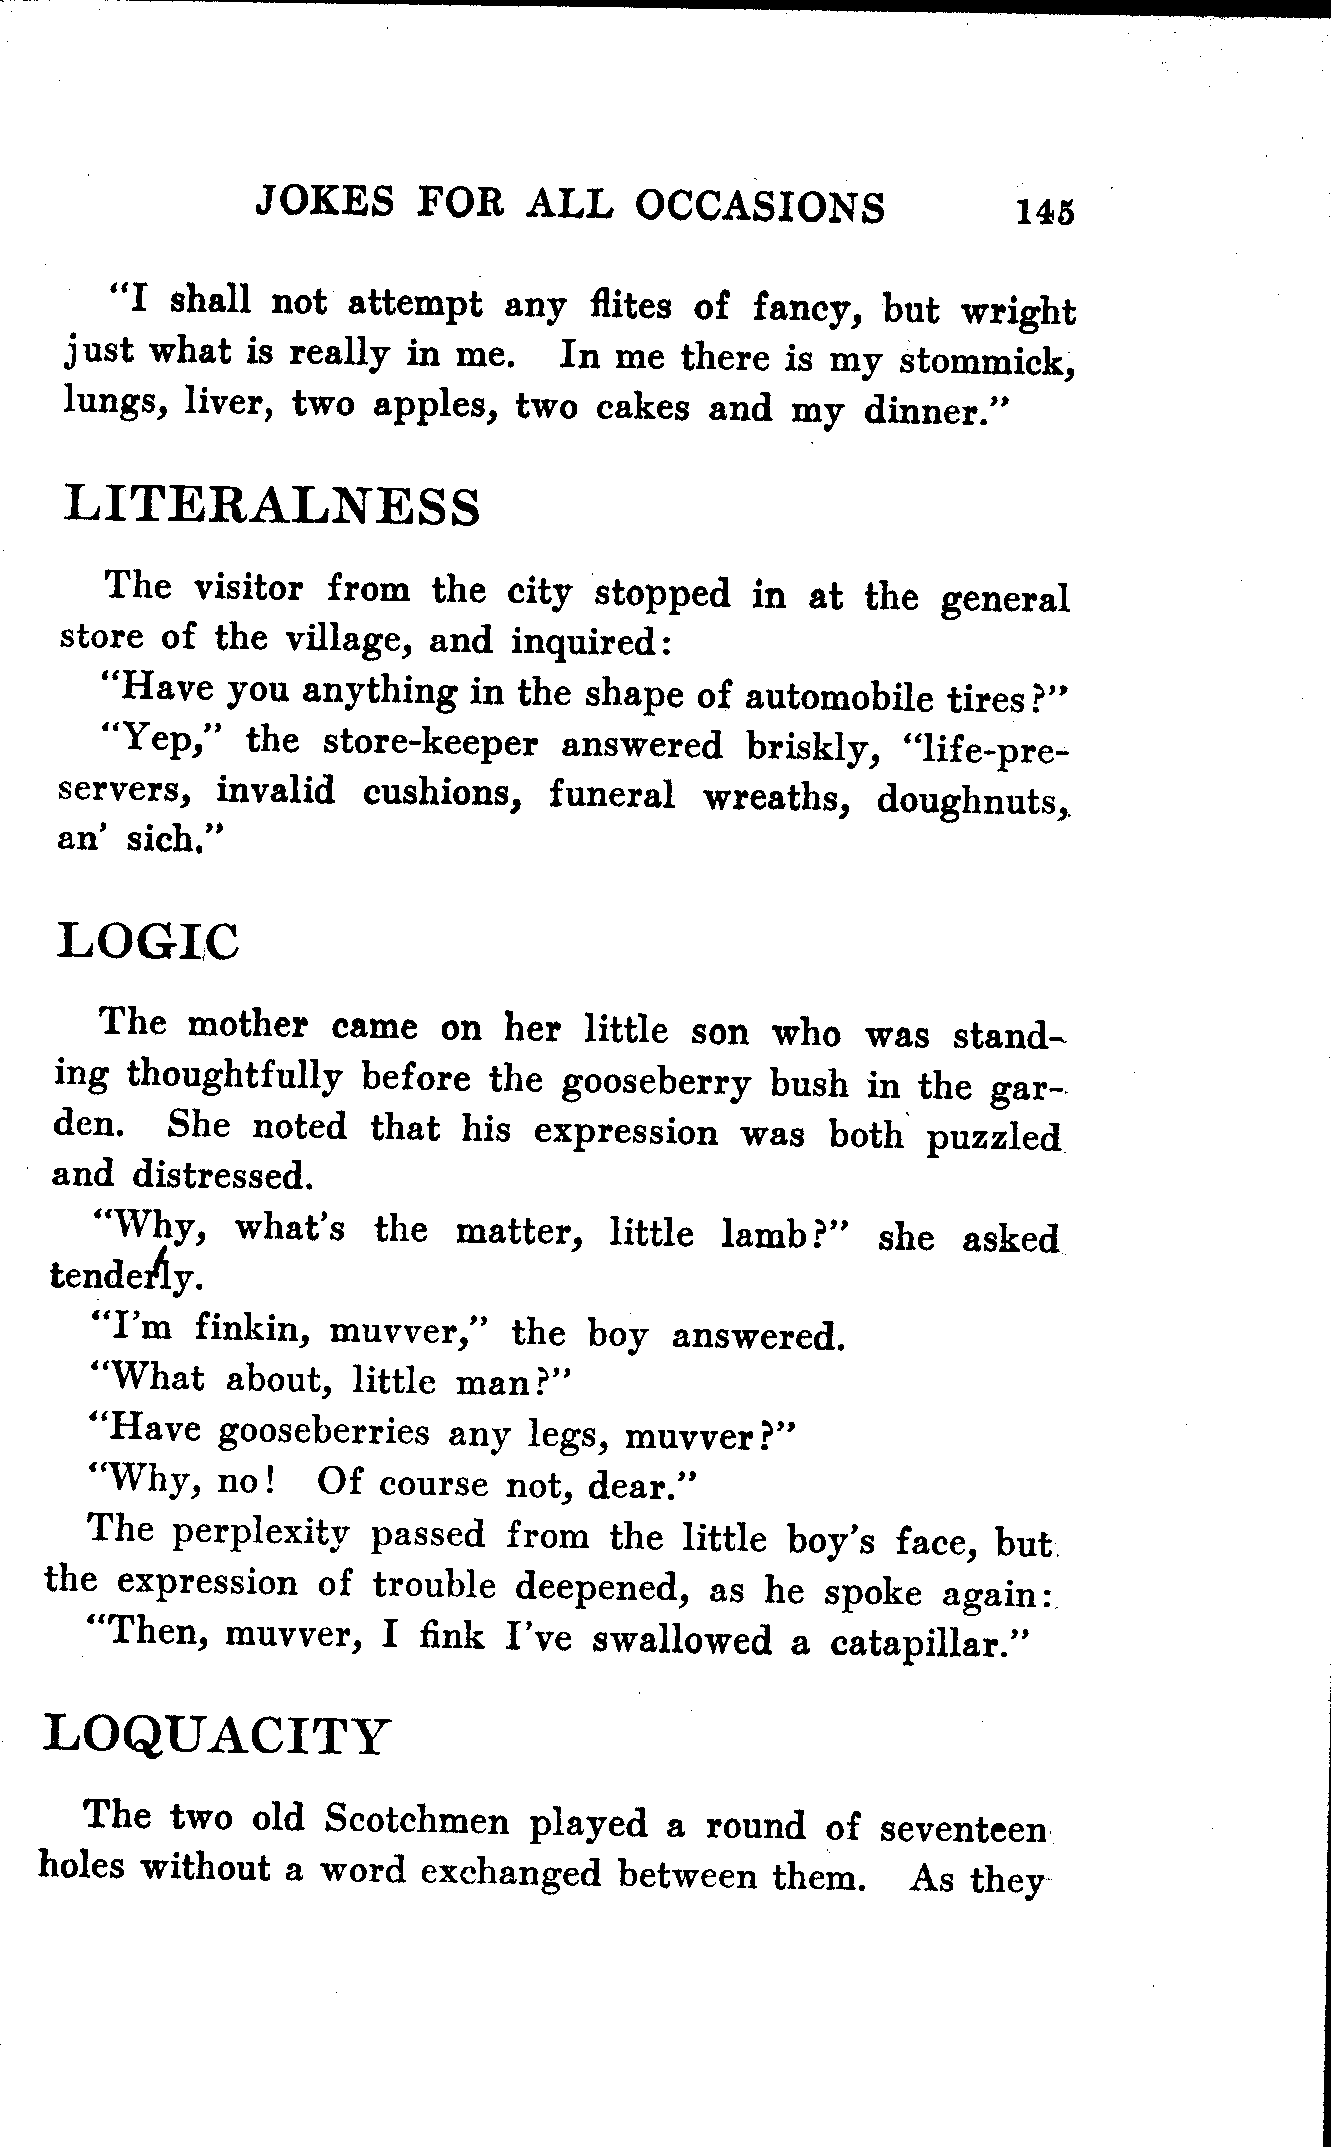 JOKES FOR ALL OCCASIONS 145
"I shall not attempt any flites of fancy, but wright
just what is really in me. In me there is my stommick,
lungs, liver, two apples, two cakes and my dinner."
LITERALNESS
The visitor from the city stopped in at the general
store of the village, and inquired:
"Have you anything in the shape of automobile tires?"
"Yep," the store-keeper answered briskly, "life-pre-
servers, invalid cushions, funeral wreaths, doughnuts,
an' sich."
LOGIC
The mother came on her little son who was stand-
ing thoughtfully before the gooseberry bush in the gar-
den. She noted that his expression was both puzzled
and distressed.
"Why, what's the matter, little lamb?" she asked
tenderly.
"I'm finkin, muvver," the boy answered.
"What about, little man?"
"Have gooseberries any legs, muvver?"
"Why, no! Of course not, dear."
The perplexity passed from the little boy's face, but
the expression of trouble deepened, as he spoke again:
"Then, muvver, I fink I've swallowed a catapillar."
LOQUACITY
The two old Scotchmen played a round of seventeen
holes without a word exchanged between them. As they